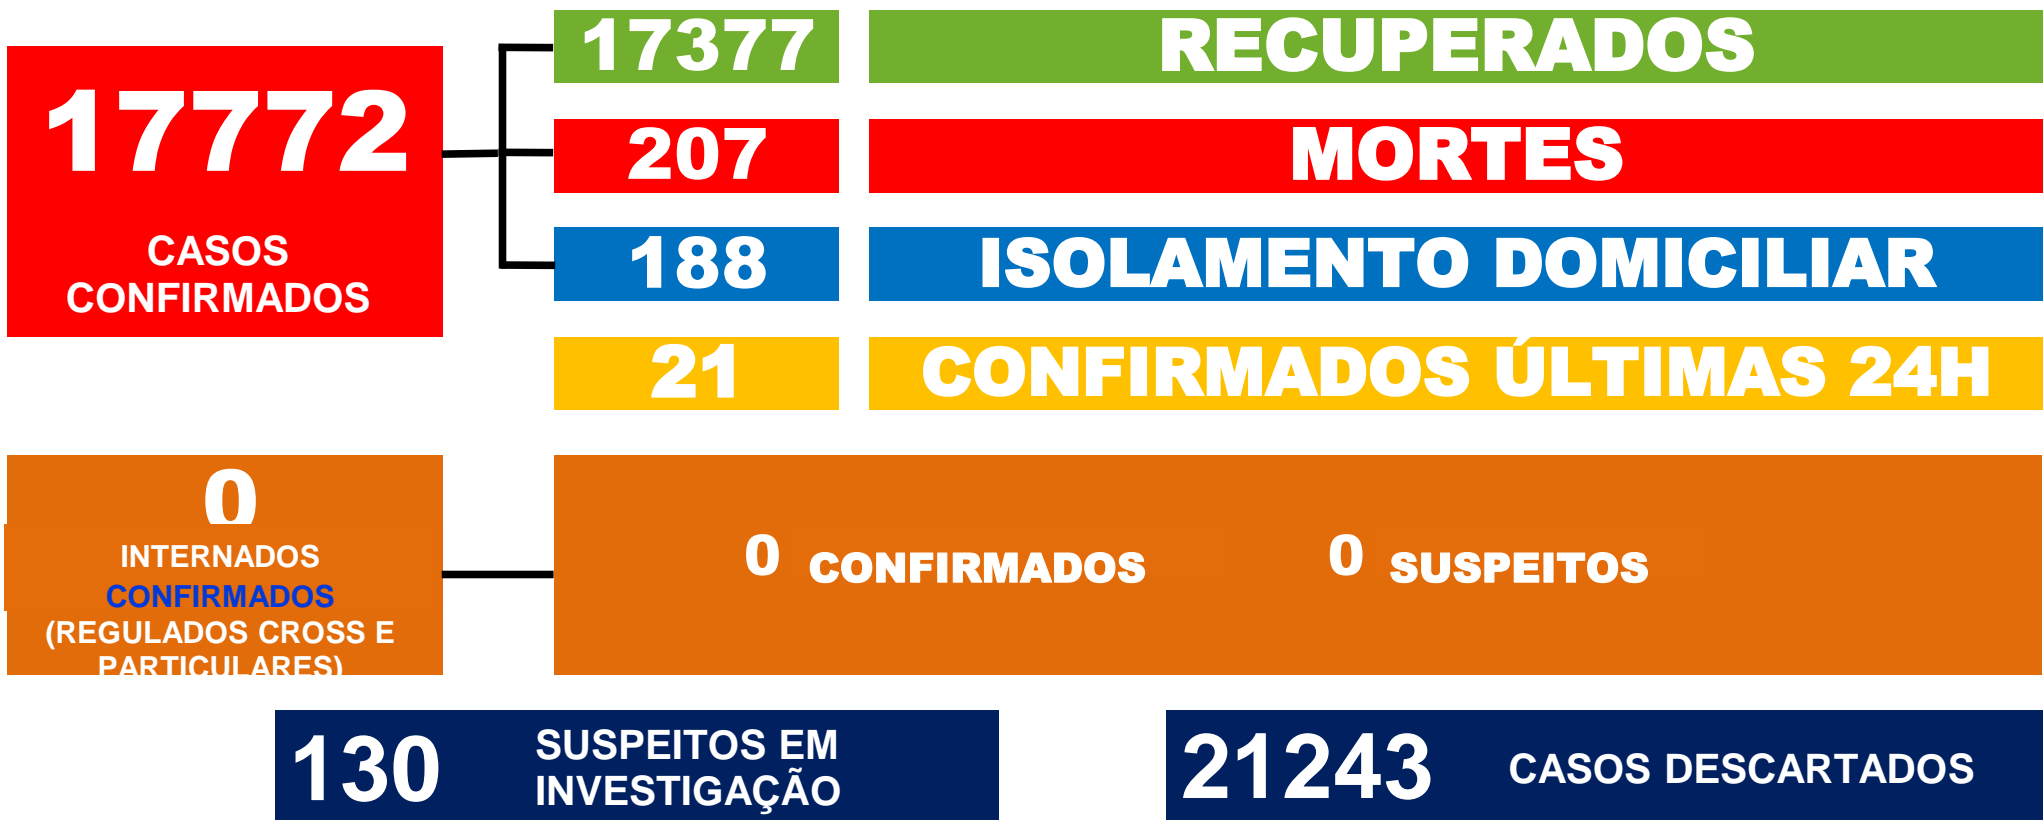 17772
CASOS
CONFIRMADOS
17377 RECUPERADOS
207 MORTES
188 ISOLAMENTO DOMICILIAR
21 CONFIRMADOS ÚLTIMAS 24H
0
INTERNADOS
CONFIRMADOS
(REGULADOS CROSS E
PARTICULARES)
0 CONFIRMADOS 0 SUSPEITOS
130 SUSPEITOS EM
INVESTIGAÇÃO
21243 CASOS DESCARTADOS